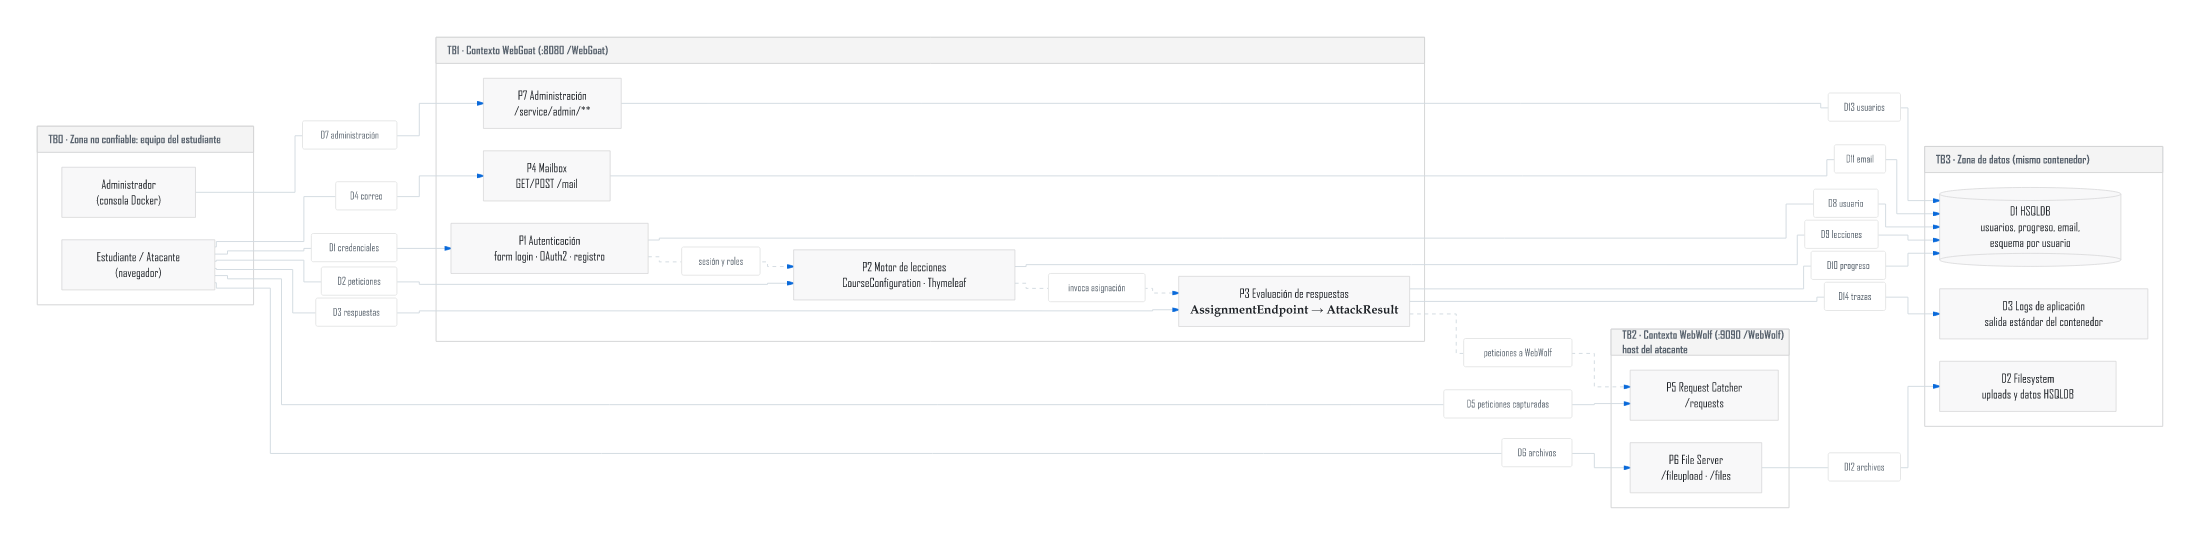 TB0 · Zona no confiable: equipo del estudiante
Administrador
(consola Docker)
Estudiante / Atacante
(navegador)
D7 administración
D4 correo
D1 credenciales
D2 peticiones
D3 respuestas
TB1 · Contexto WebGoat (:8080 /WebGoat)
P7 Administración
/service/admin/**
P4 Mailbox
GET/POST /mail
P1 Autenticación
form login · OAuth2 · registro
sesión y roles
P2 Motor de lecciones
CourseConfiguration · Thymeleaf
invoca asignación
P3 Evaluación de respuestas
AssignmentEndpoint → AttackResult
peticiones a WebWolf
D5 peticiones capturadas
D6 archivos
TB2 · Contexto WebWolf (:9090 /WebWolf)
host del atacante
P5 Request Catcher
/requests
P6 File Server
/fileupload · /files
D13 usuarios
D11 email
D8 usuario
D9 lecciones
D10 progreso
D14 trazas
D12 archivos
TB3 · Zona de datos (mismo contenedor)
D1 HSQLDB
usuarios, progreso, email,
esquema por usuario
D3 Logs de aplicación
salida estándar del contenedor
D2 Filesystem
uploads y datos HSQLDB